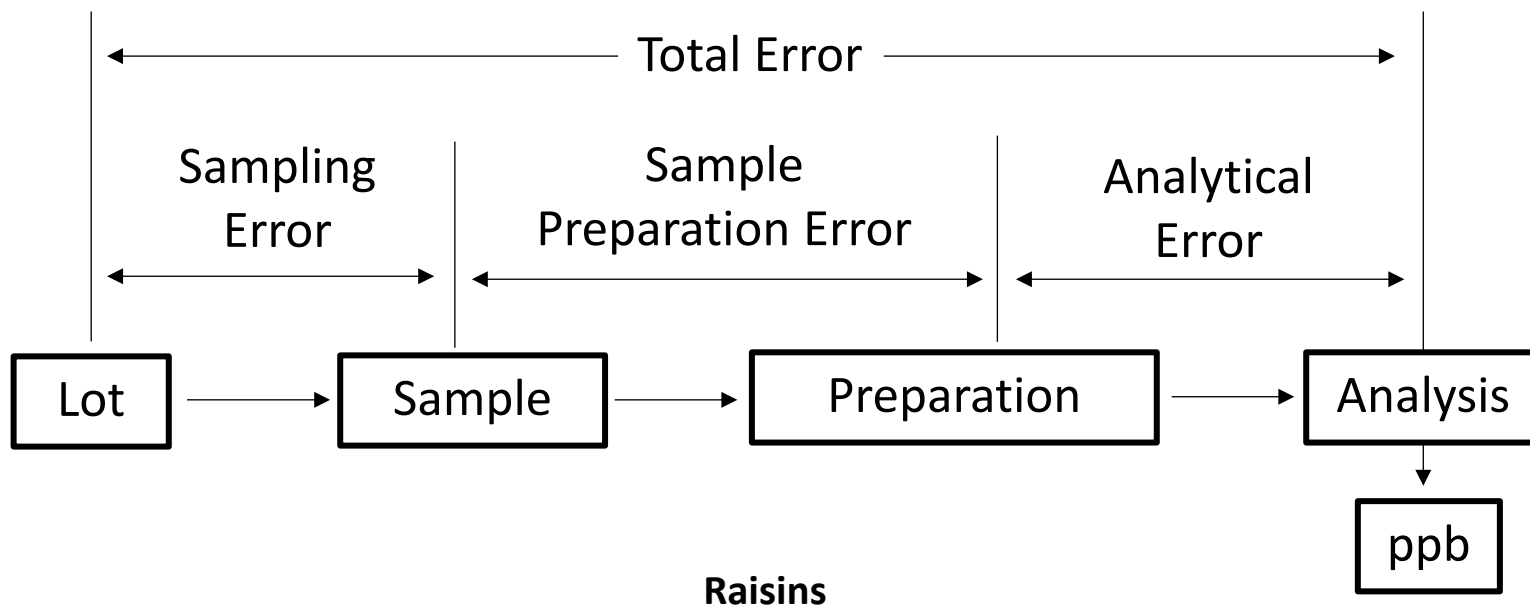 Total Error
Sampling
Error
Sample
Preparation Error
Analytical
Error
Lot
Sample
Preparation
Analysis
ppb
Raisins